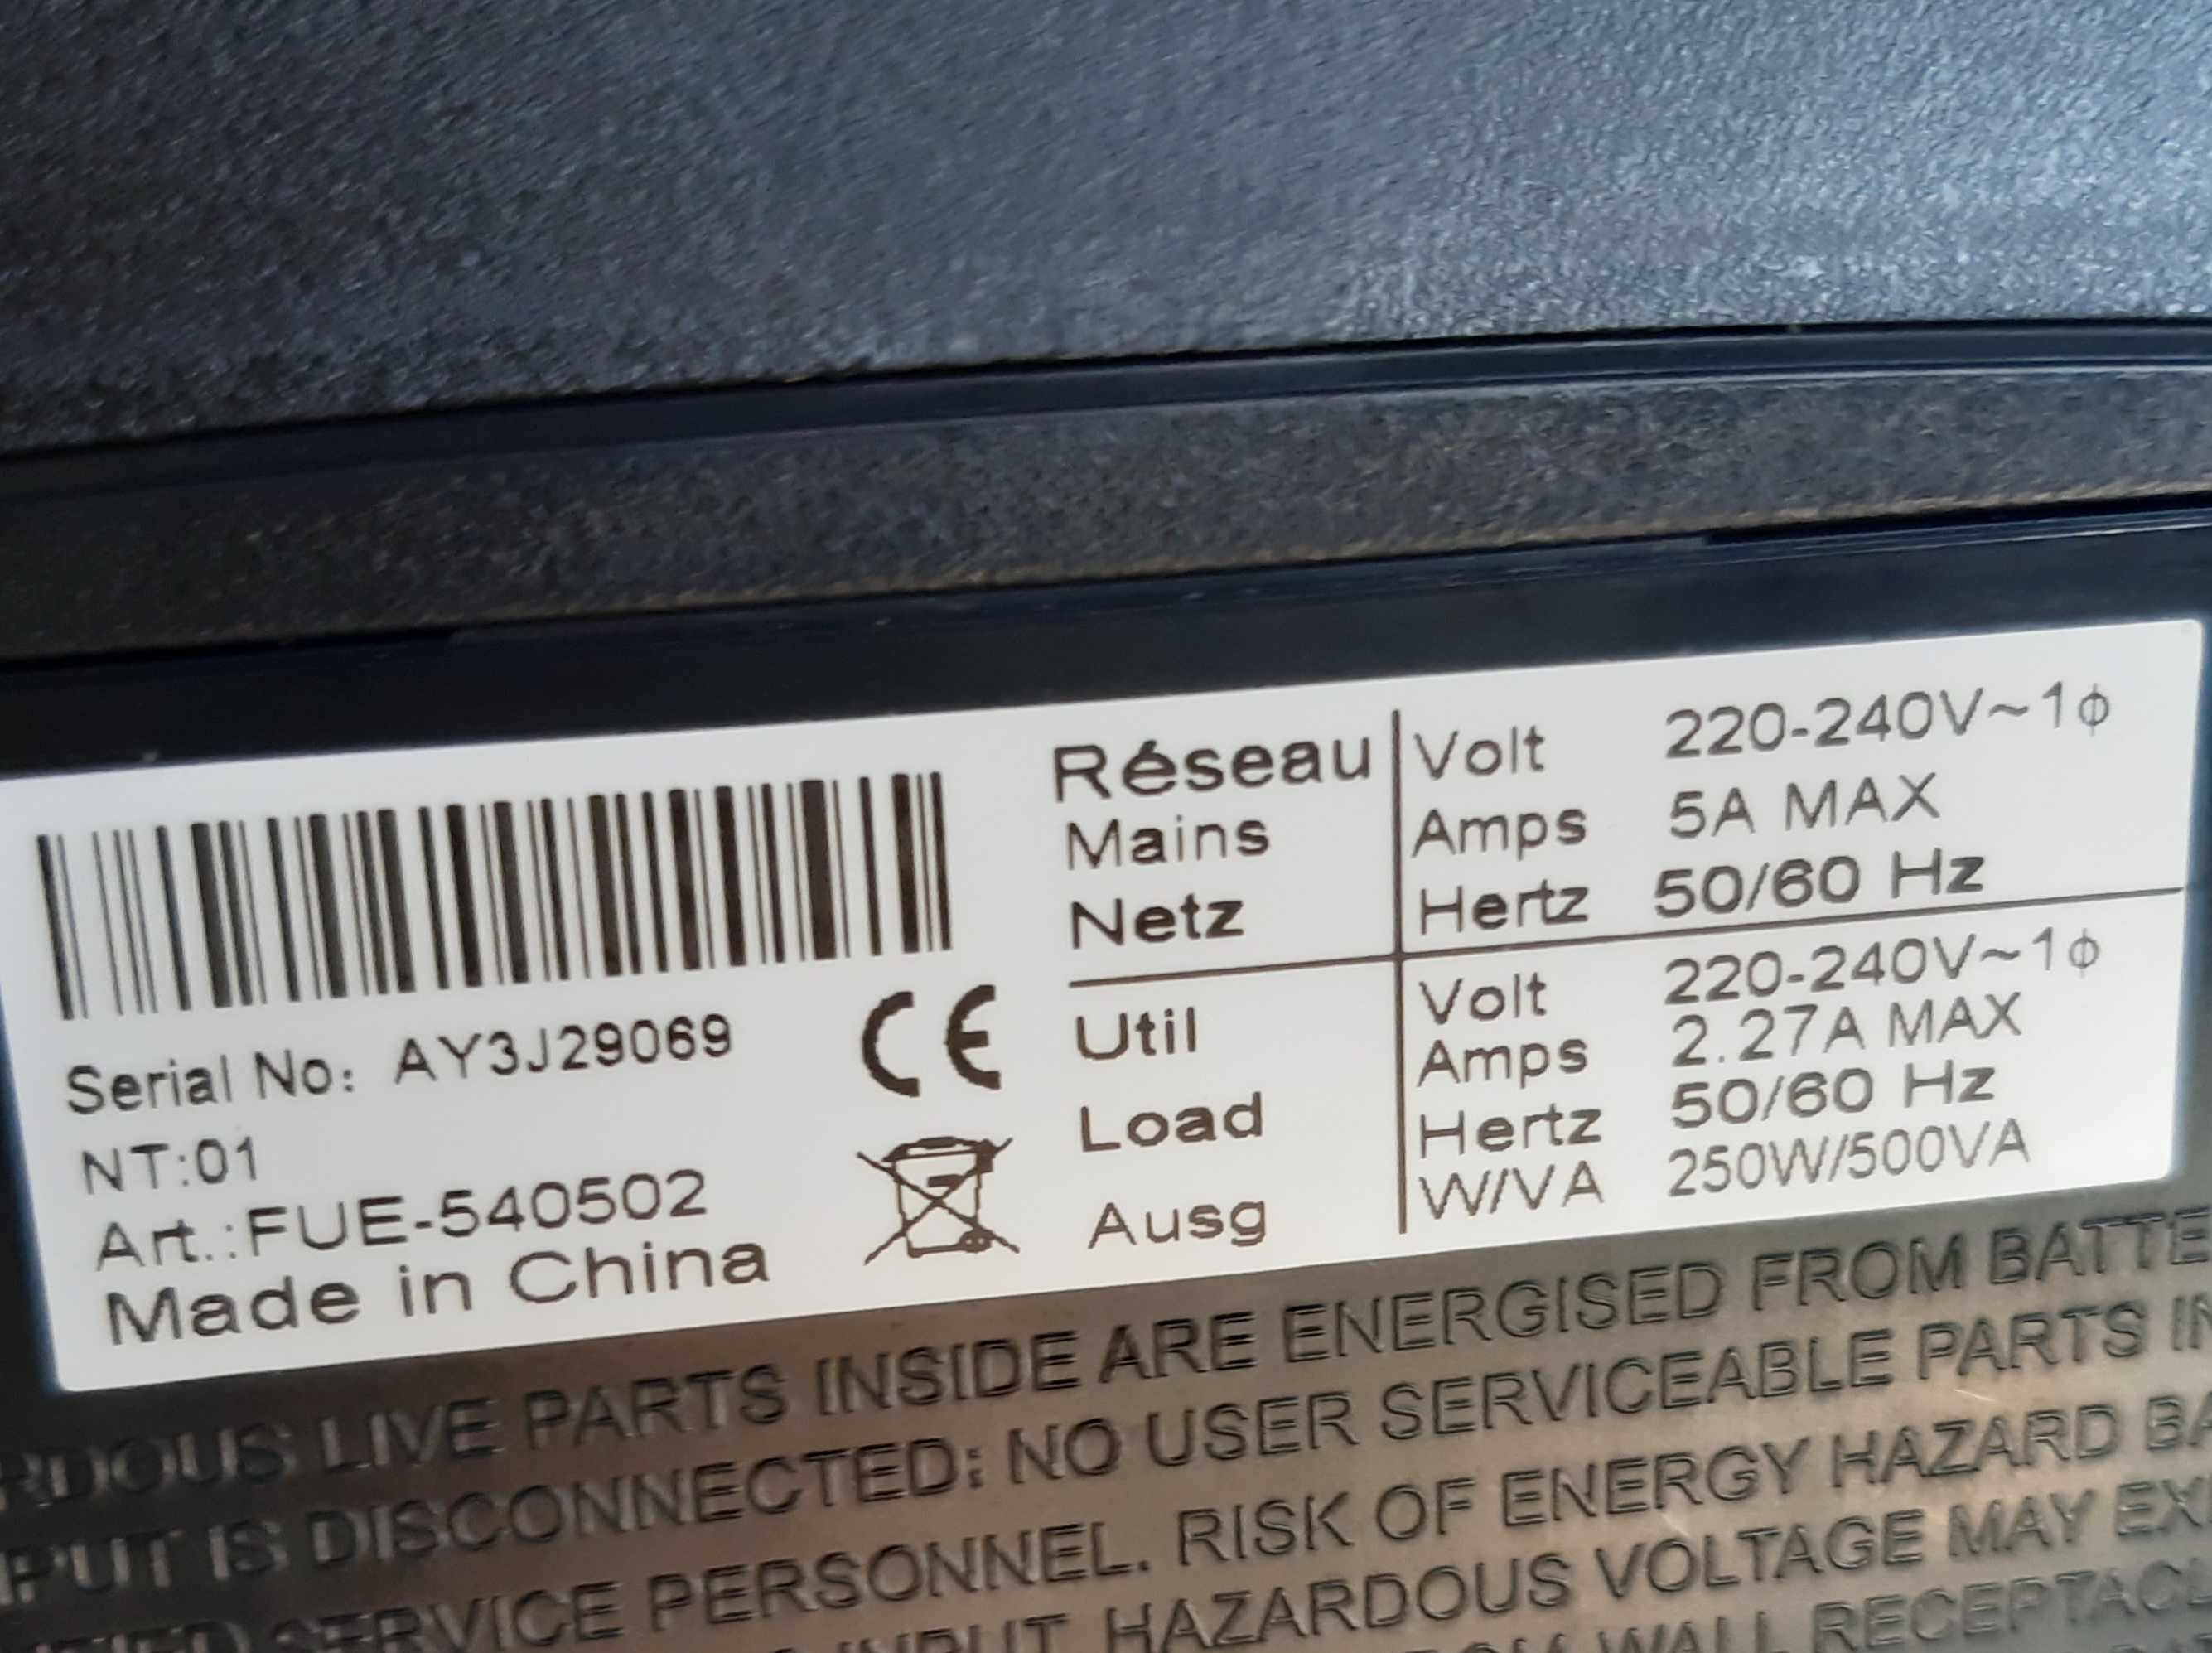 Réseau
Mains
Netz
Volt 220-240V~1ϕ
Amps 5A MAX
Hertz 50/60 Hz
Util
Load
Ausg
Volt 220-240V~1ϕ
Amps 2.27A MAX
Hertz 50/60 Hz
W/VA 250W/500VA
Serial No: AY3J29069
CE
NT:01
Art.:FUE-540502
Made in China
LIVE PARTS INSIDE ARE ENERGISED FROM
IS DISCONNECTED: NO USER SERVICEABLE PARTS
SERVICE PERSONNEL. RISK OF ENERGY HAZARD
INPUT HAZARDOUS VOLTAGE MAY
WALL